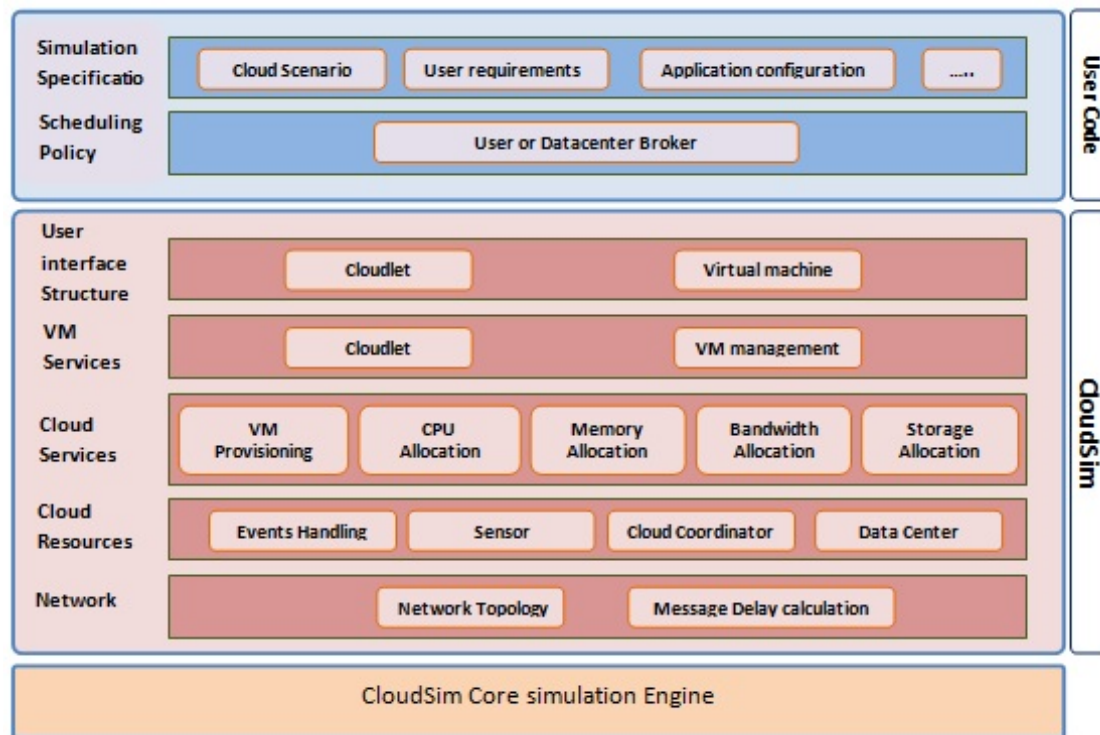 Simulation
Specificatio
Cloud Scenario
User requirements
Application configuration
.....
Scheduling
Policy
User or Datacenter Broker
User Code
User
interface
Structure
Cloudlet
Virtual machine
VM
Services
Cloudlet
VM management
Cloud
Services
VM
Provisioning
CPU
Allocation
Memory
Allocation
Bandwidth
Allocation
Storage
Allocation
Cloud
Resources
Events Handling
Sensor
Cloud Coordinator
Data Center
Network
Network Topology
Message Delay calculation
CloudSim
CloudSim Core simulation Engine